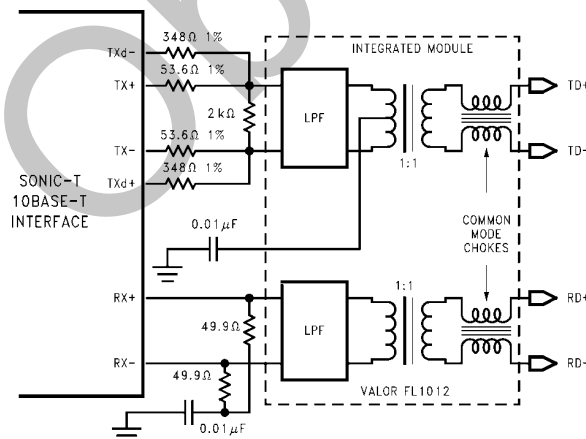 348Ω 1%
TXd-
53.6Ω 1%
TX+
2kΩ
53.6Ω 1%
TX-
348Ω 1%
TXd+
SONIC-T
10BASE-T
INTERFACE
0.01μF
RX+
49.9Ω
RX-
49.9Ω
0.01μF
INTEGRATED MODULE
LPF
1:1
TD+
TD-
COMMON
MODE
CHOKES
1:1
LPF
RD+
RD-
VALOR FL1012